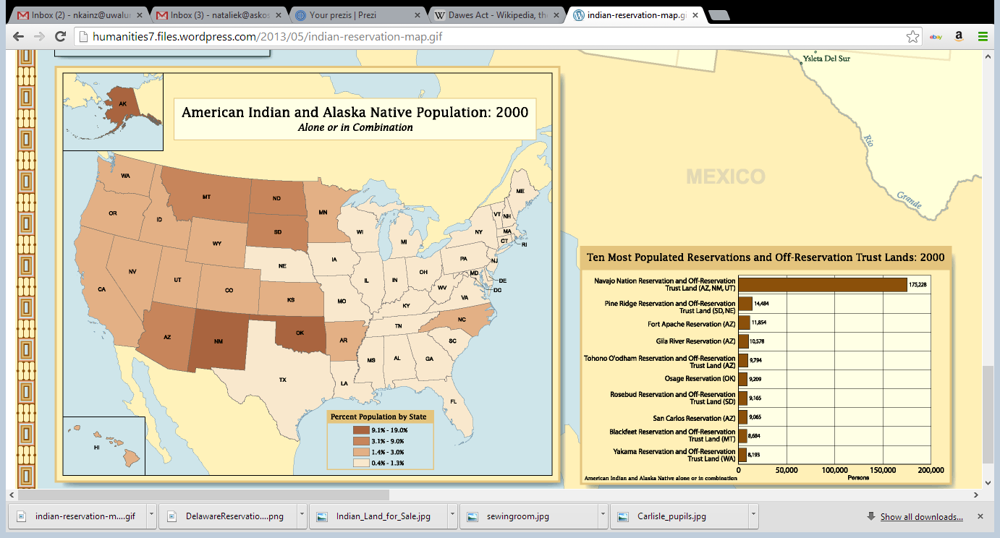 Inbox (2) - nkainz@uwalu
Inbox (3) - nataliek@askos
Your prezis | Prezi
Dawes Act - Wikipedia, the
indian-reservation-map.gi
humanities7.files.wordpress.com/2013/05/indian-reservation-map.gif
ebay
a
Ysleta Del Sur
Rio
Grande
MEXICO
American Indian and Alaska Native Population: 2000
Alone or in Combination
AK
WA
MT
ND
MN
ME
OR
ID
SD
WI
VT
NH
WY
MI
NY
MA
CT
RI
NE
IA
PA
NJ
NV
UT
CO
IL
IN
OH
MD
DE
DC
CA
KS
MO
WV
VA
KY
AZ
NM
OK
AR
TN
NC
SC
TX
LA
MS
AL
GA
FL
HI
Percent Population by State
9.1% - 19.0%
3.1% - 9.0%
1.4% - 3.0%
0.4% - 1.3%
Ten Most Populated Reservations and Off-Reservation Trust Lands: 2000
Navajo Nation Reservation and Off-Reservation
Trust Land (AZ, NM, UT)
175,228
Pine Ridge Reservation and Off-Reservation
Trust Land (SD, NE)
14,484
Fort Apache Reservation (AZ)
11,854
Gila River Reservation (AZ)
10,578
Tohono O'odham Reservation and Off-Reservation
Trust Land (AZ)
9,794
Osage Reservation (OK)
9,209
Rosebud Reservation and Off-Reservation
Trust Land (SD)
9,165
San Carlos Reservation (AZ)
9,065
Blackfeet Reservation and Off-Reservation
Trust Land (MT)
8,684
Yakama Reservation and Off-Reservation
Trust Land (WA)
8,193
0 50,000 100,000 150,000 200,000
Persons
American Indian and Alaska Native alone or in combination
indian-reservation-m....gif
DelawareReservatio....png
Indian_Land_for_Sale.jpg
sewingroom.jpg
Carlisle_pupils.jpg
Show all downloads...